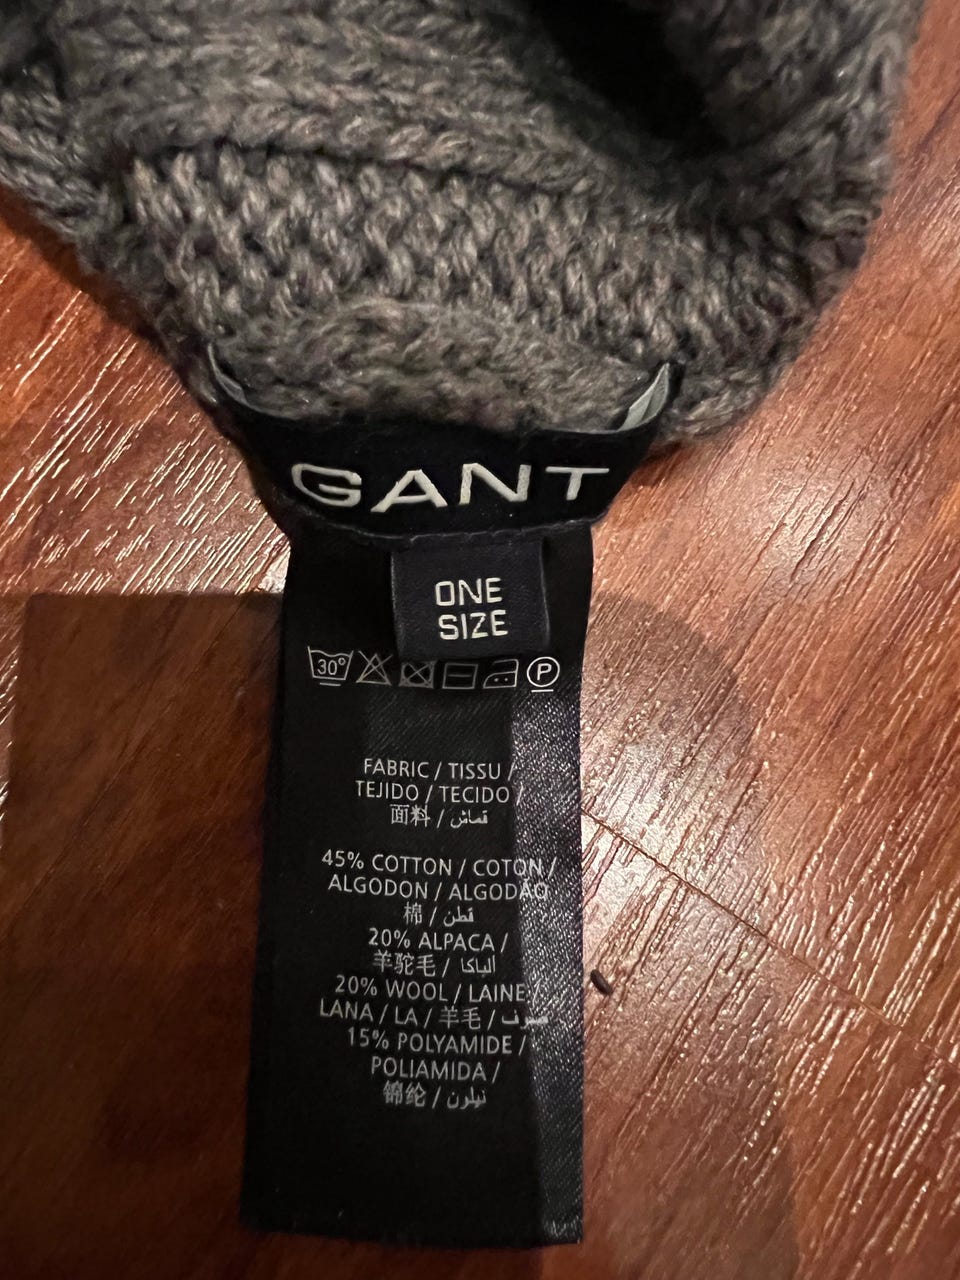 GANT
ONE
SIZE
30°
P
FABRIC / TISSU /
TEJIDO / TECIDO /
面料 / قماش
45% COTTON / COTON /
ALGODON / ALGODÃO
棉 / قطن
20% ALPACA /
羊驼毛 / ألباكا
20% WOOL / LAINE /
LANA / LA / 羊毛 / صوف
15% POLYAMIDE /
POLIAMIDA /
锦纶 / نيلون